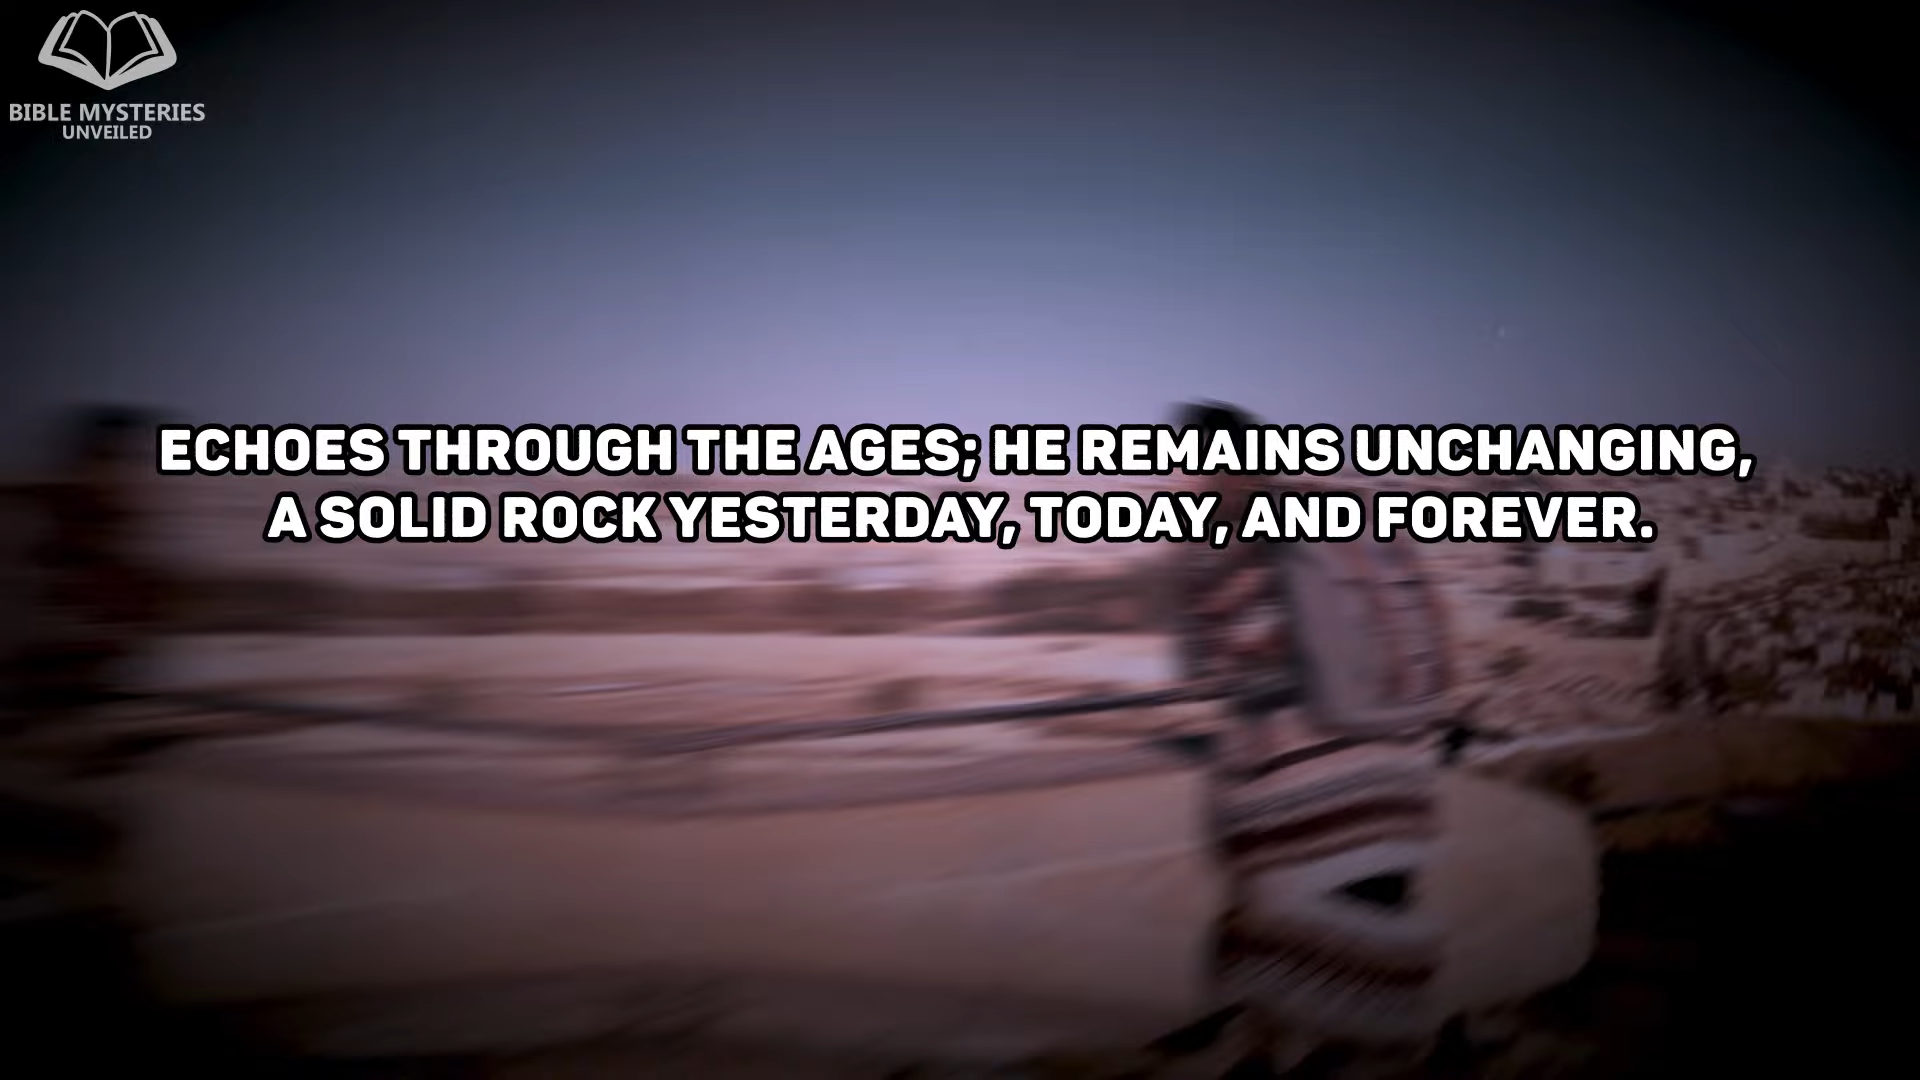 BIBLE MYSTERIES
UNVEILED
ECHOES THROUGH THE AGES; HE REMAINS UNCHANGING,
A SOLID ROCK YESTERDAY, TODAY, AND FOREVER.